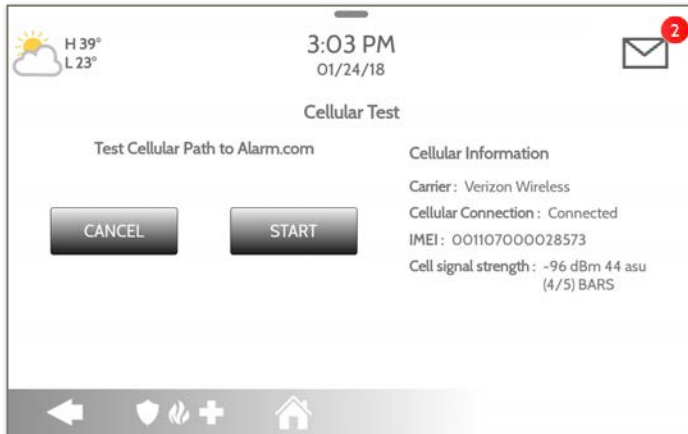 H 39°
L 23°
3:03 PM
01/24/18
2
Cellular Test
Test Cellular Path to Alarm.com
CANCEL
START
Cellular Information
Carrier : Verizon Wireless
Cellular Connection : Connected
IMEI : 001107000028573
Cell signal strength : -96 dBm 44 asu
(4/5) BARS